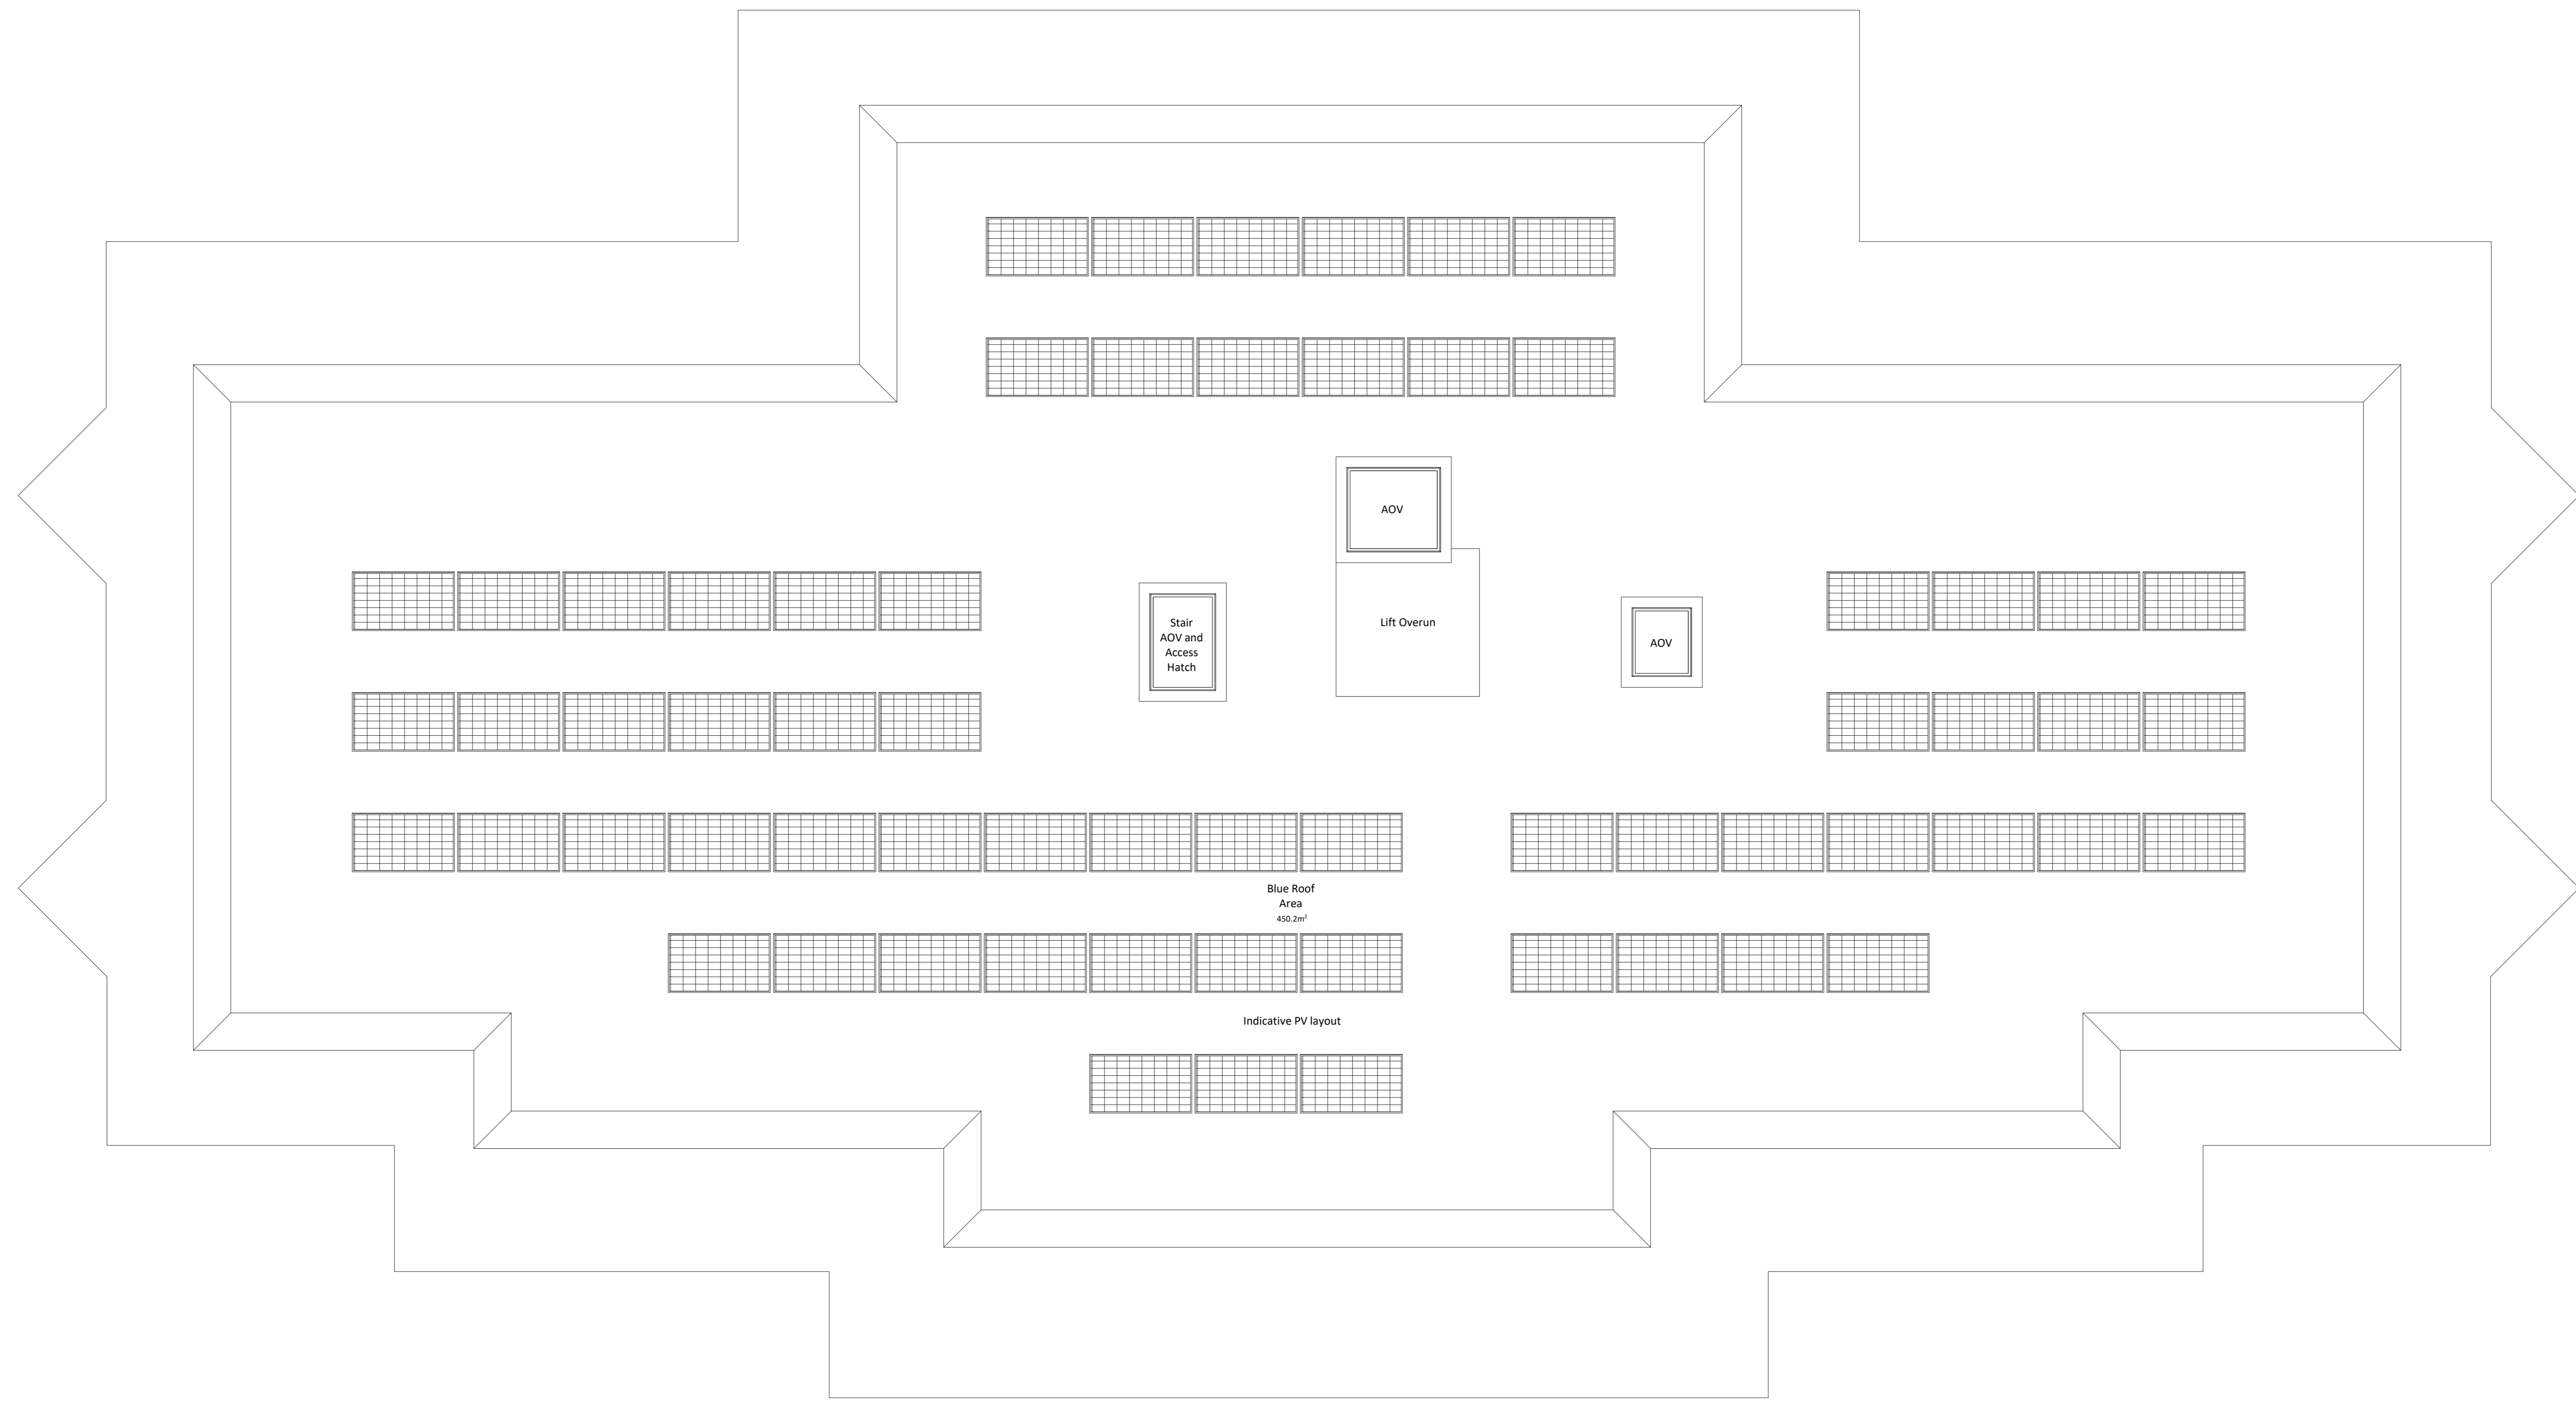 AOV
Stair
AOV and
Access
Hatch
Lift Overun
AOV
Blue Roof
Area
450.2m²
Indicative PV layout